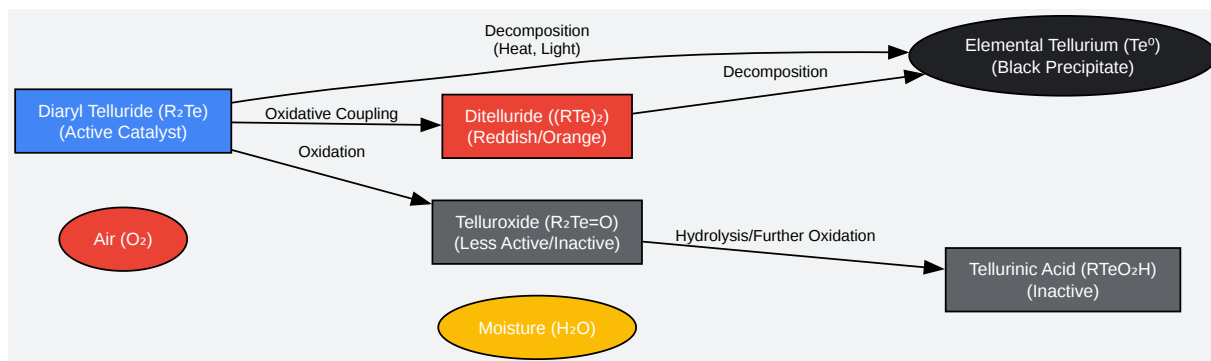 Decomposition
(Heat, Light)
Elemental Tellurium (Te⁰)
(Black Precipitate)
Decomposition
Diaryl Telluride (R₂Te)
(Active Catalyst)
Oxidative Coupling
Ditelluride ((RTe)₂)
(Reddish/Orange)
Oxidation
Telluroxide (R₂Te=O)
(Less Active/Inactive)
Air (O₂)
Hydrolysis/Further Oxidation
Tellurinic Acid (RTeO₂H)
(Inactive)
Moisture (H₂O)